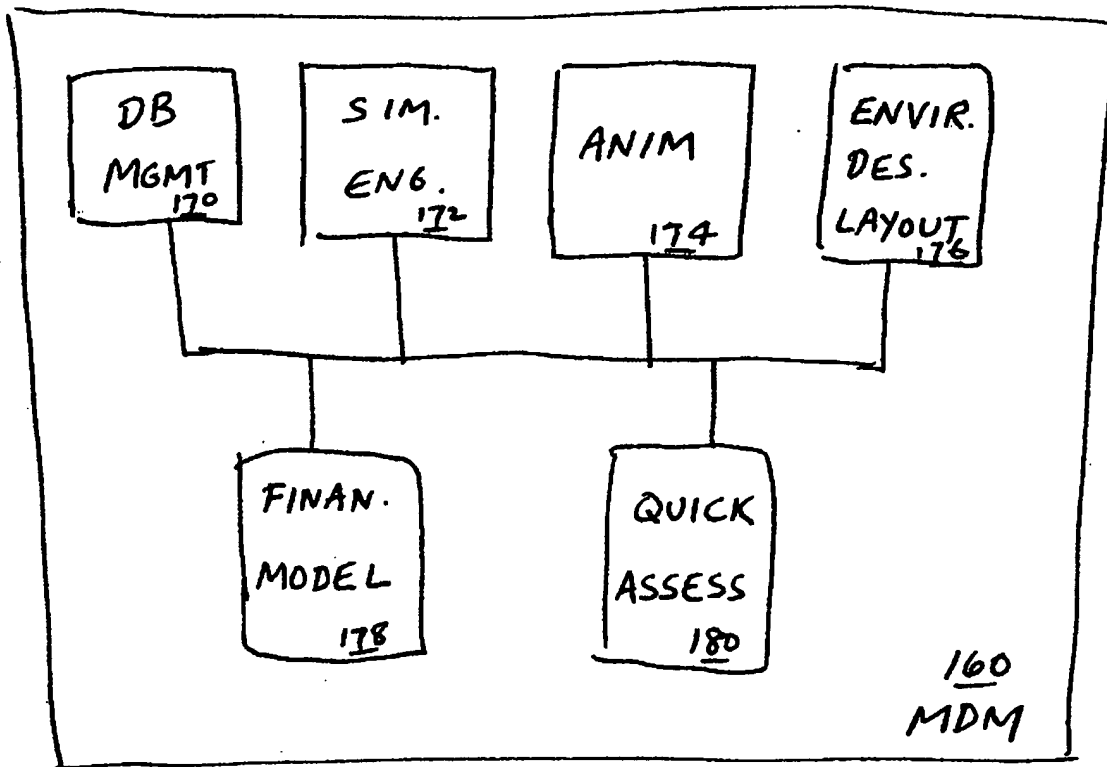 DB
MGMT
170
SIM.
ENG.
172
ANIM
174
ENVIR.
DES.
LAYOUT
176
FINAN.
MODEL
178
QUICK
ASSESS
180
160
MDM